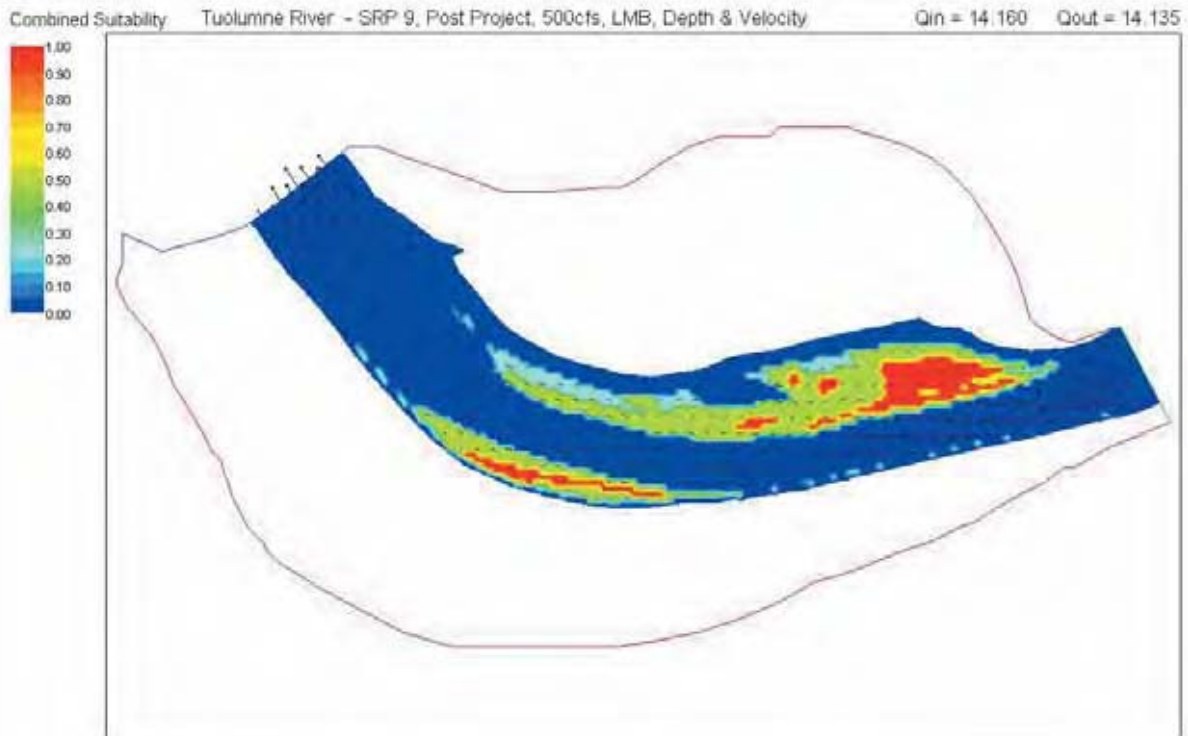 Combined Suitability
Tuolumne River - SRP 9, Post Project, 500cfs, LMB, Depth & Velocity
Qin = 14.160
Qout = 14.135
1.00
0.90
0.80
0.70
0.60
0.50
0.40
0.30
0.20
0.10
0.00